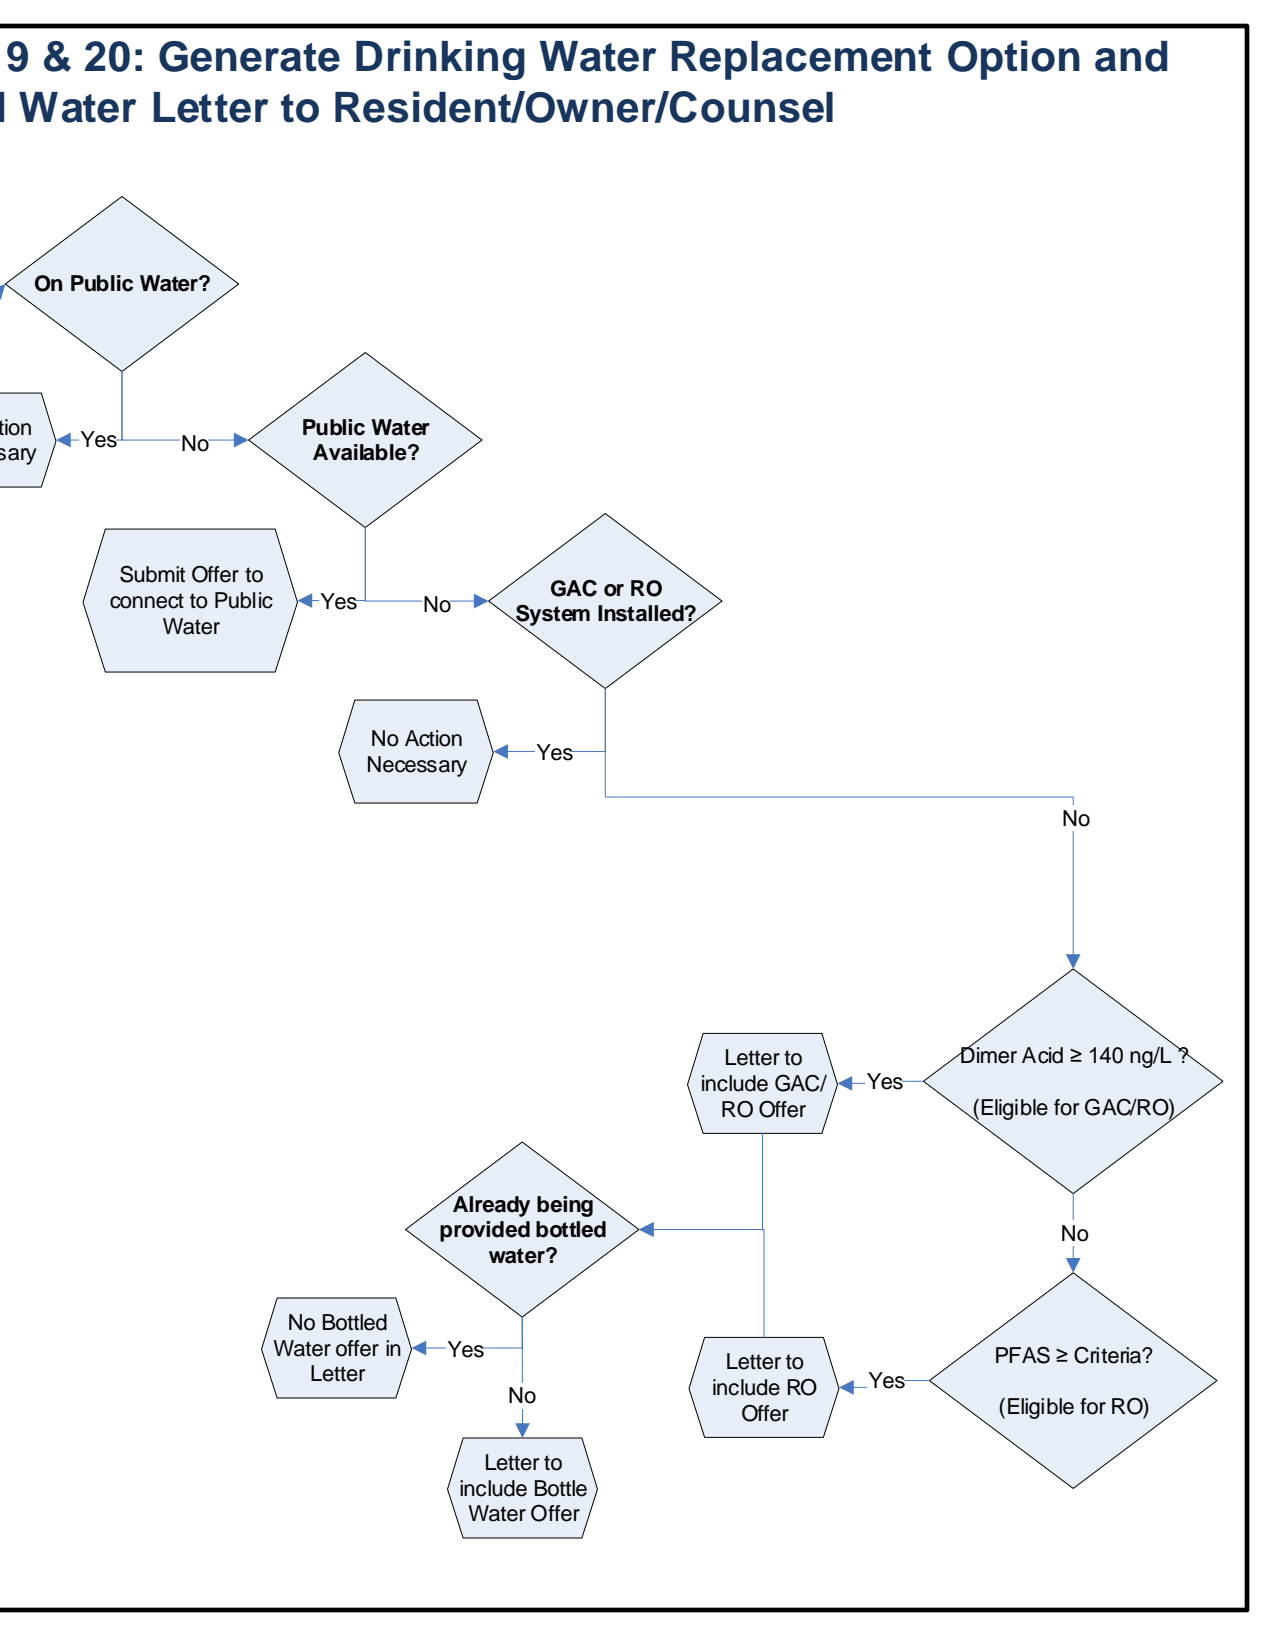 9 & 20: Generate Drinking Water Replacement Option and
Water Letter to Resident/Owner/Counsel
On Public Water?
Yes
No
Public Water
Available?
Submit Offer to
connect to Public
Water
Yes
No
GAC or RO
System Installed?
No Action
Necessary
Yes
No
Dimer Acid ≥ 140 ng/L ?
(Eligible for GAC/RO)
Yes
Letter to
include GAC/
RO Offer
No
Already being
provided bottled
water?
PFAS ≥ Criteria?
(Eligible for RO)
Yes
Letter to
include RO
Offer
No Bottled
Water offer in
Letter
Yes
No
Letter to
include Bottle
Water Offer